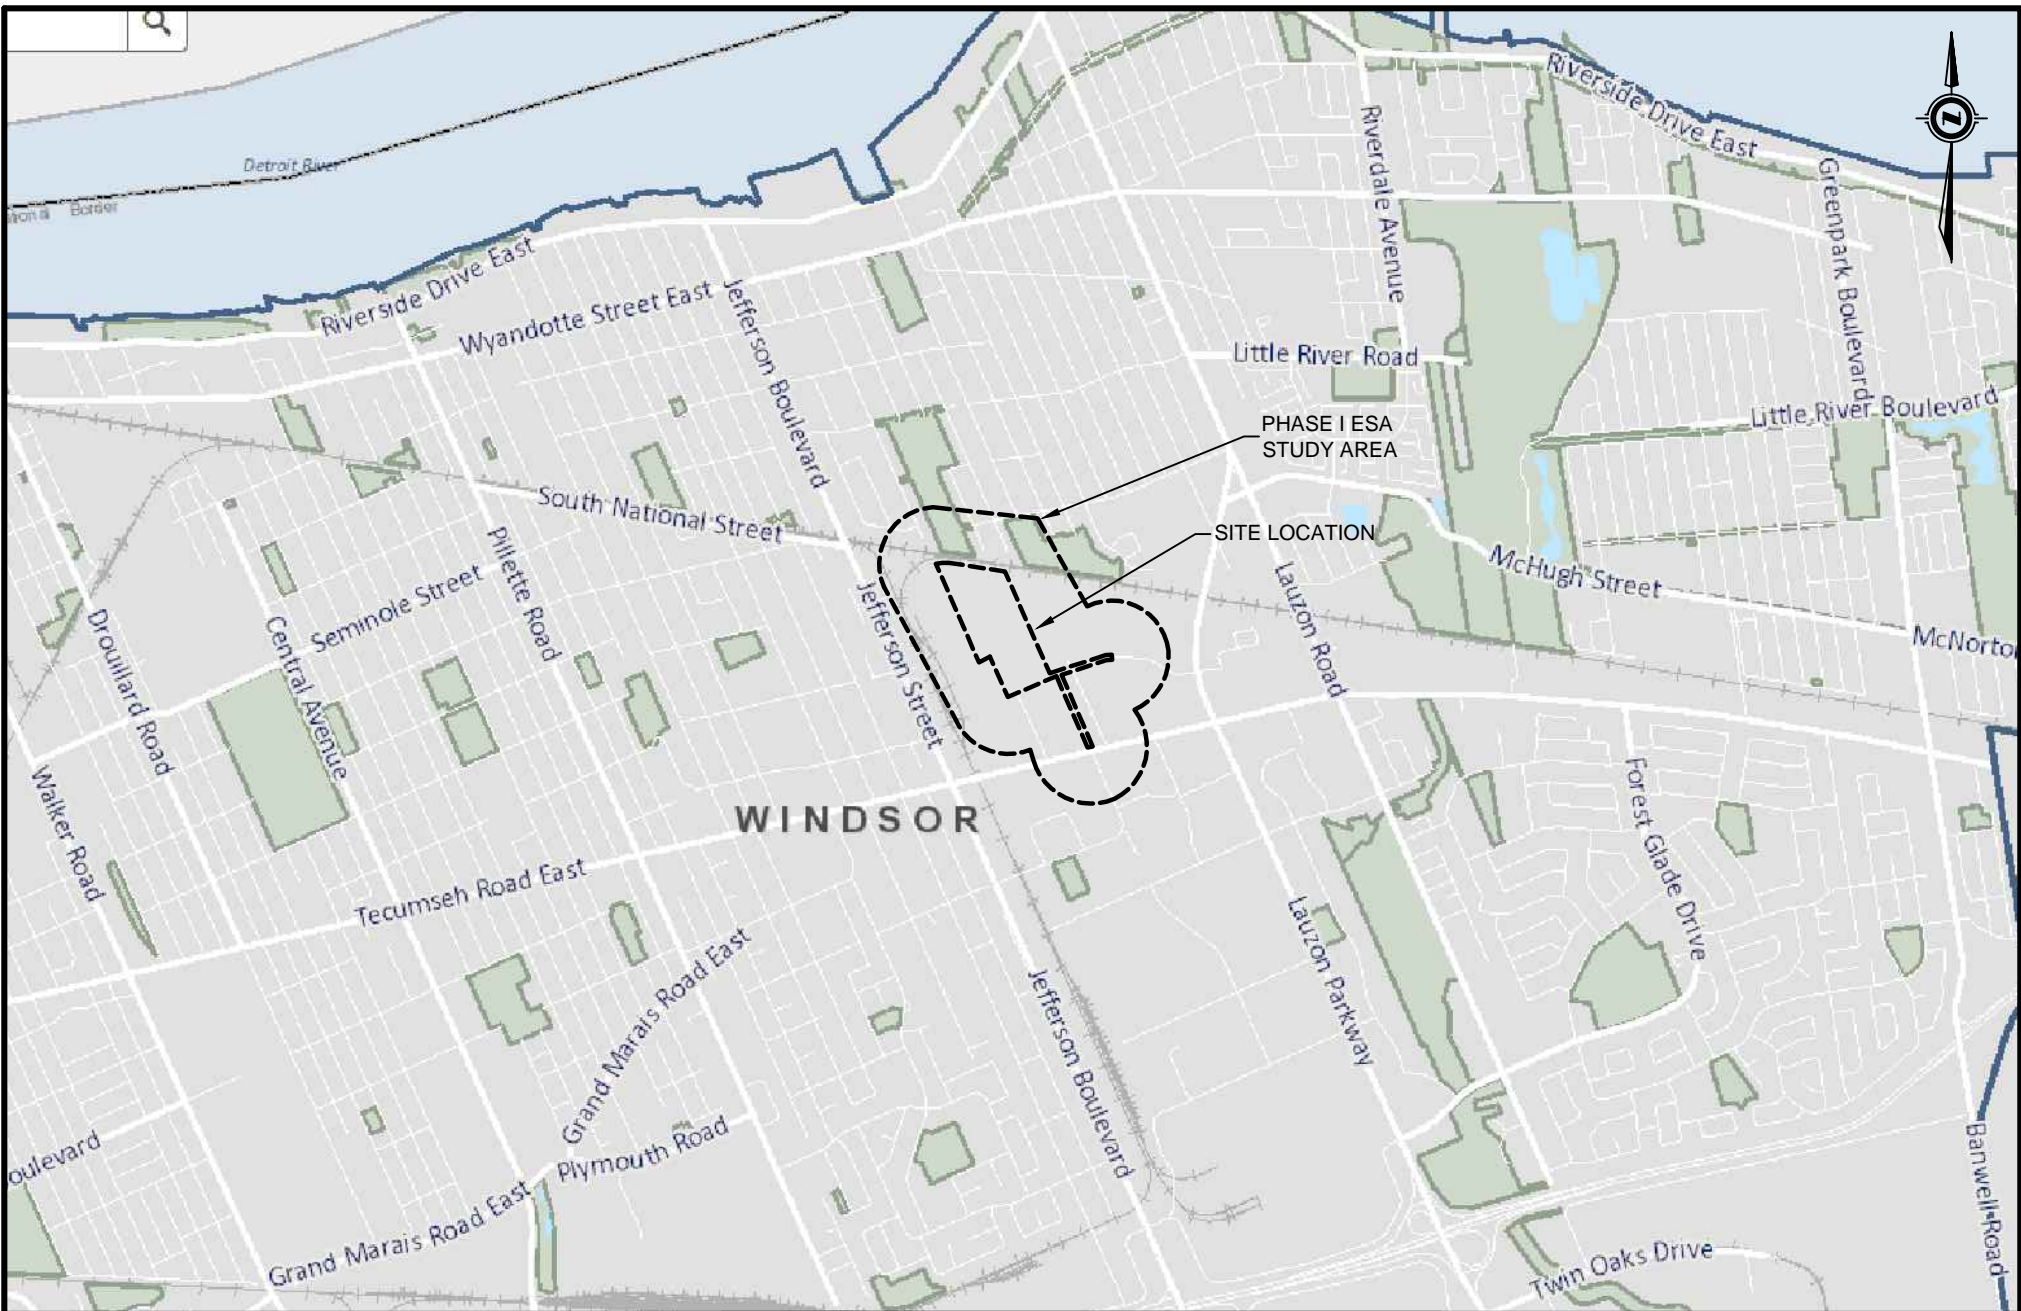 Detroit River
Border
Riverside Drive East
Riverside Drive East
Riverdale Avenue
Greenpark Boulevard
N
Wyandotte Street East
Jefferson Boulevard
Little River Road
Little River Boulevard
PHASE I ESA
STUDY AREA
SITE LOCATION
South National Street
Pillette Road
Seminole Street
Central Avenue
Drouillard Road
Walker Road
Jefferson Street
Lauzon Road
McHugh Street
McNorto
WINDSOR
Forest Glade Drive
Tecumseh Road East
Grand Marais Road East
Lauzon Parkway
Jefferson Boulevard
oulevard
Plymouth Road
Grand Marais Road East
Banwell Road
Twin Oaks Drive